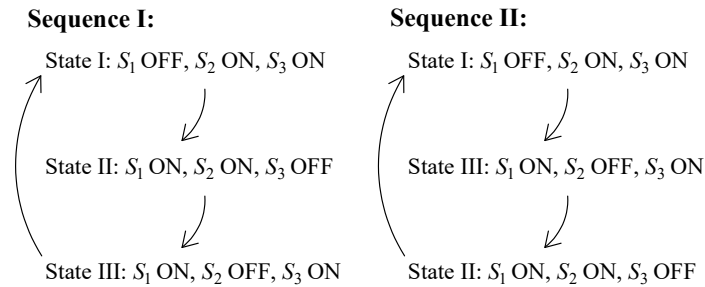 Sequence I:
State I: S1 OFF, S2 ON, S3 ON
State II: S1 ON, S2 ON, S3 OFF
State III: S1 ON, S2 OFF, S3 ON
Sequence II:
State I: S1 OFF, S2 ON, S3 ON
State III: S1 ON, S2 OFF, S3 ON
State II: S1 ON, S2 ON, S3 OFF